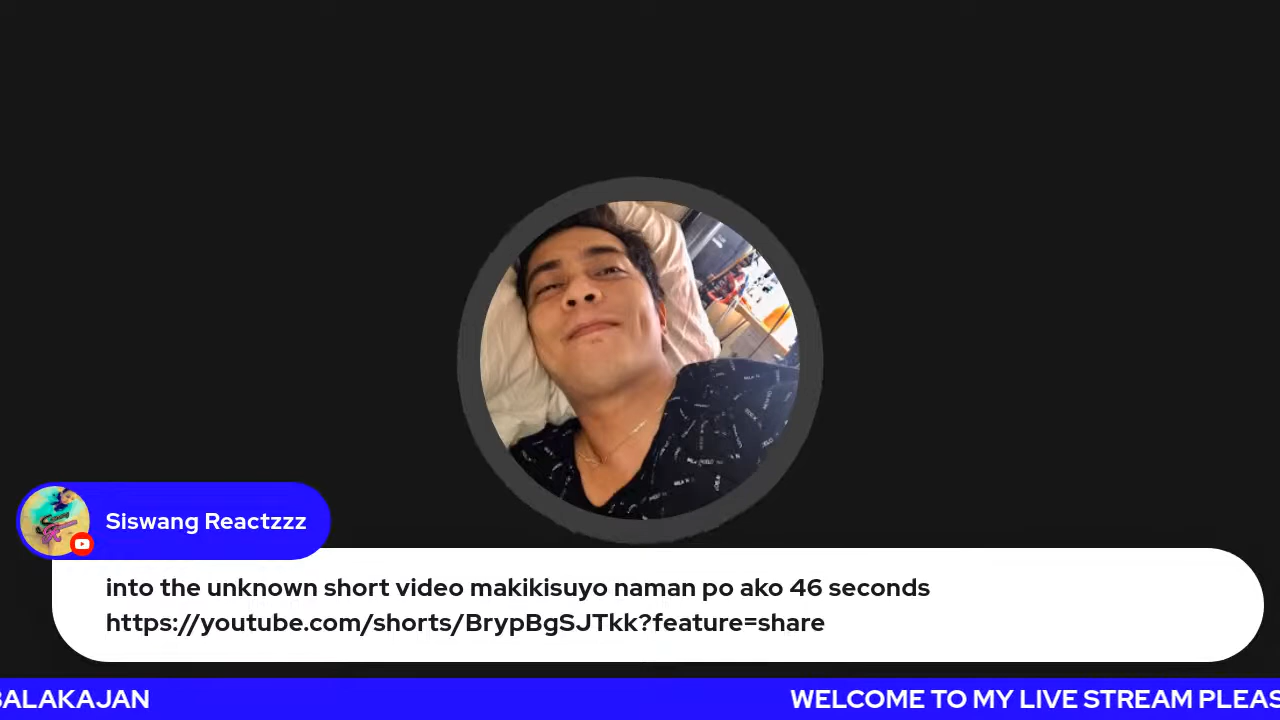 Siswang Reactzzz
into the unknown short video makikisuyo naman po ako 46 seconds
https://youtube.com/shorts/BrypBgSJTkk?feature=share
BALAKAJAN WELCOME TO MY LIVE STREAM PLEAS